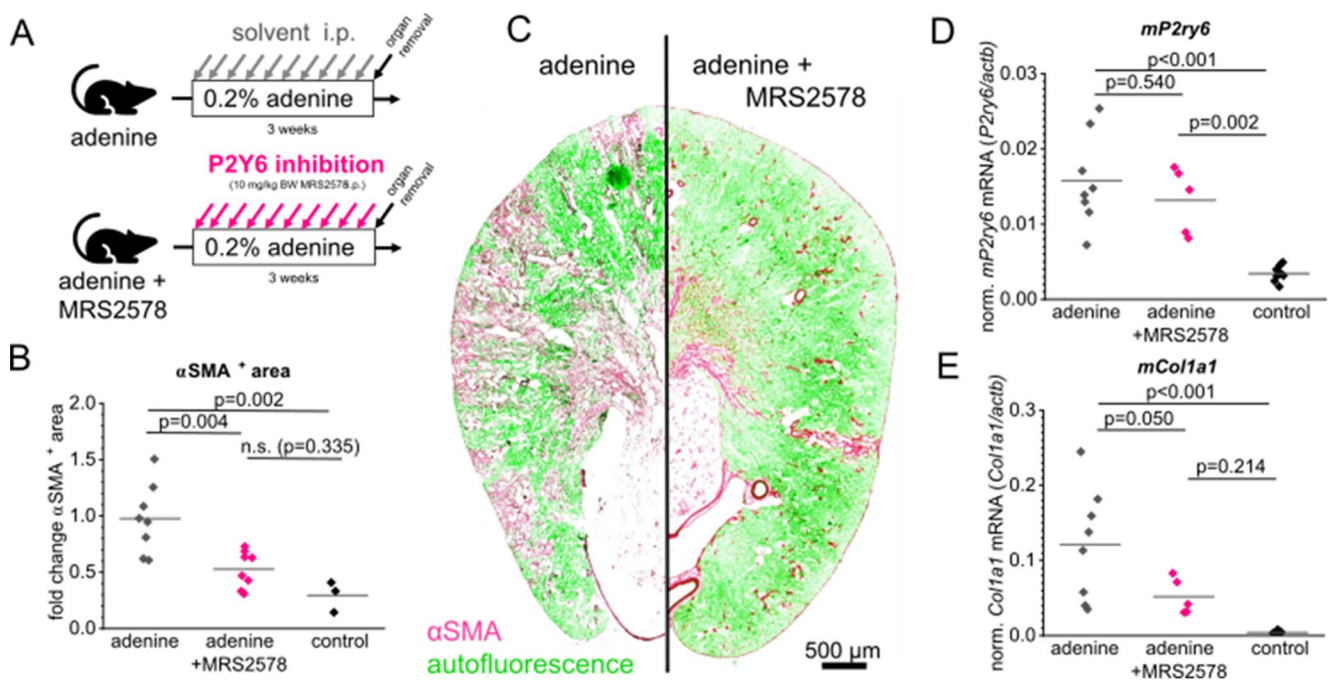 A
solvent i.p.
organ
removal
0.2% adenine
3 weeks
adenine
P2Y6 inhibition
(10 mg/kg BW MRS2578.p.)
organ
removal
0.2% adenine
3 weeks
adenine +
MRS2578
B
αSMA + area
p=0.002
p=0.004
n.s. (p=0.335)
fold change αSMA + area
2.0
1.5
1.0
0.5
0.0
adenine
adenine
+MRS2578
control
C
adenine
adenine +
MRS2578
αSMA
autofluorescence
500 µm
D
mP2ry6
p<0.001
p=0.540
p=0.002
norm. mP2ry6 mRNA (P2ry6/actb)
0.03
0.02
0.01
0.00
adenine
adenine
+MRS2578
control
E
mCol1a1
p<0.001
p=0.050
p=0.214
norm. Col1a1 mRNA (Col1a1/actb)
0.3
0.2
0.1
0.0
adenine
adenine
+MRS2578
control